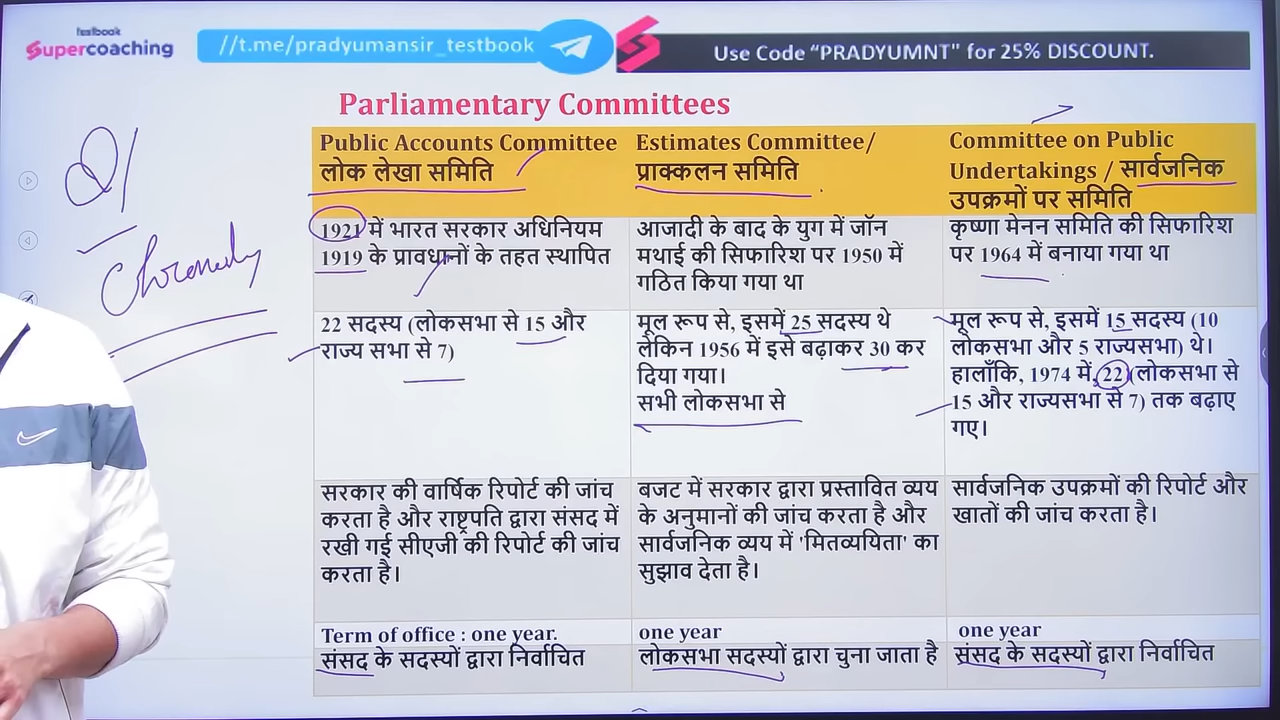 testbook
Supercoaching
//t.me/pradyumansir_testbook
Use Code “PRADYUMNT" for 25% DISCOUNT.
Parliamentary Committees
Public Accounts Committee
लोक लेखा समिति
Estimates Committee/
प्राक्कलन समिति
Committee on Public
Undertakings / सार्वजनिक
उपक्रमों पर समिति
1921 में भारत सरकार अधिनियम
1919 के प्रावधानों के तहत स्थापित
आजादी के बाद के युग में जॉन
मथाई की सिफारिश पर 1950 में
गठित किया गया था
कृष्णा मेनन समिति की सिफारिश
पर 1964 में बनाया गया था
22 सदस्य (लोकसभा से 15 और
राज्य सभा से 7)
मूल रूप से, इसमें 25 सदस्य थे
लेकिन 1956 में इसे बढ़ाकर 30 कर
दिया गया।
सभी लोकसभा से
मूल रूप से, इसमें 15 सदस्य (10
लोकसभा और 5 राज्यसभा) थे।
हालाँकि, 1974 में, 22 (लोकसभा से
15 और राज्यसभा से 7) तक बढ़ाए
गए।
सरकार की वार्षिक रिपोर्ट की जांच
करता है और राष्ट्रपति द्वारा संसद में
रखी गई सीएजी की रिपोर्ट की जांच
करता है।
बजट में सरकार द्वारा प्रस्तावित व्यय
के अनुमानों की जांच करता है और
सार्वजनिक व्यय में 'मितव्ययिता' का
सुझाव देता है।
सार्वजनिक उपक्रमों की रिपोर्ट और
खातों की जांच करता है।
Term of office : one year.
संसद के सदस्यों द्वारा निर्वाचित
one year
लोकसभा सदस्यों द्वारा चुना जाता है
one year
संसद के सदस्यों द्वारा निर्वाचित